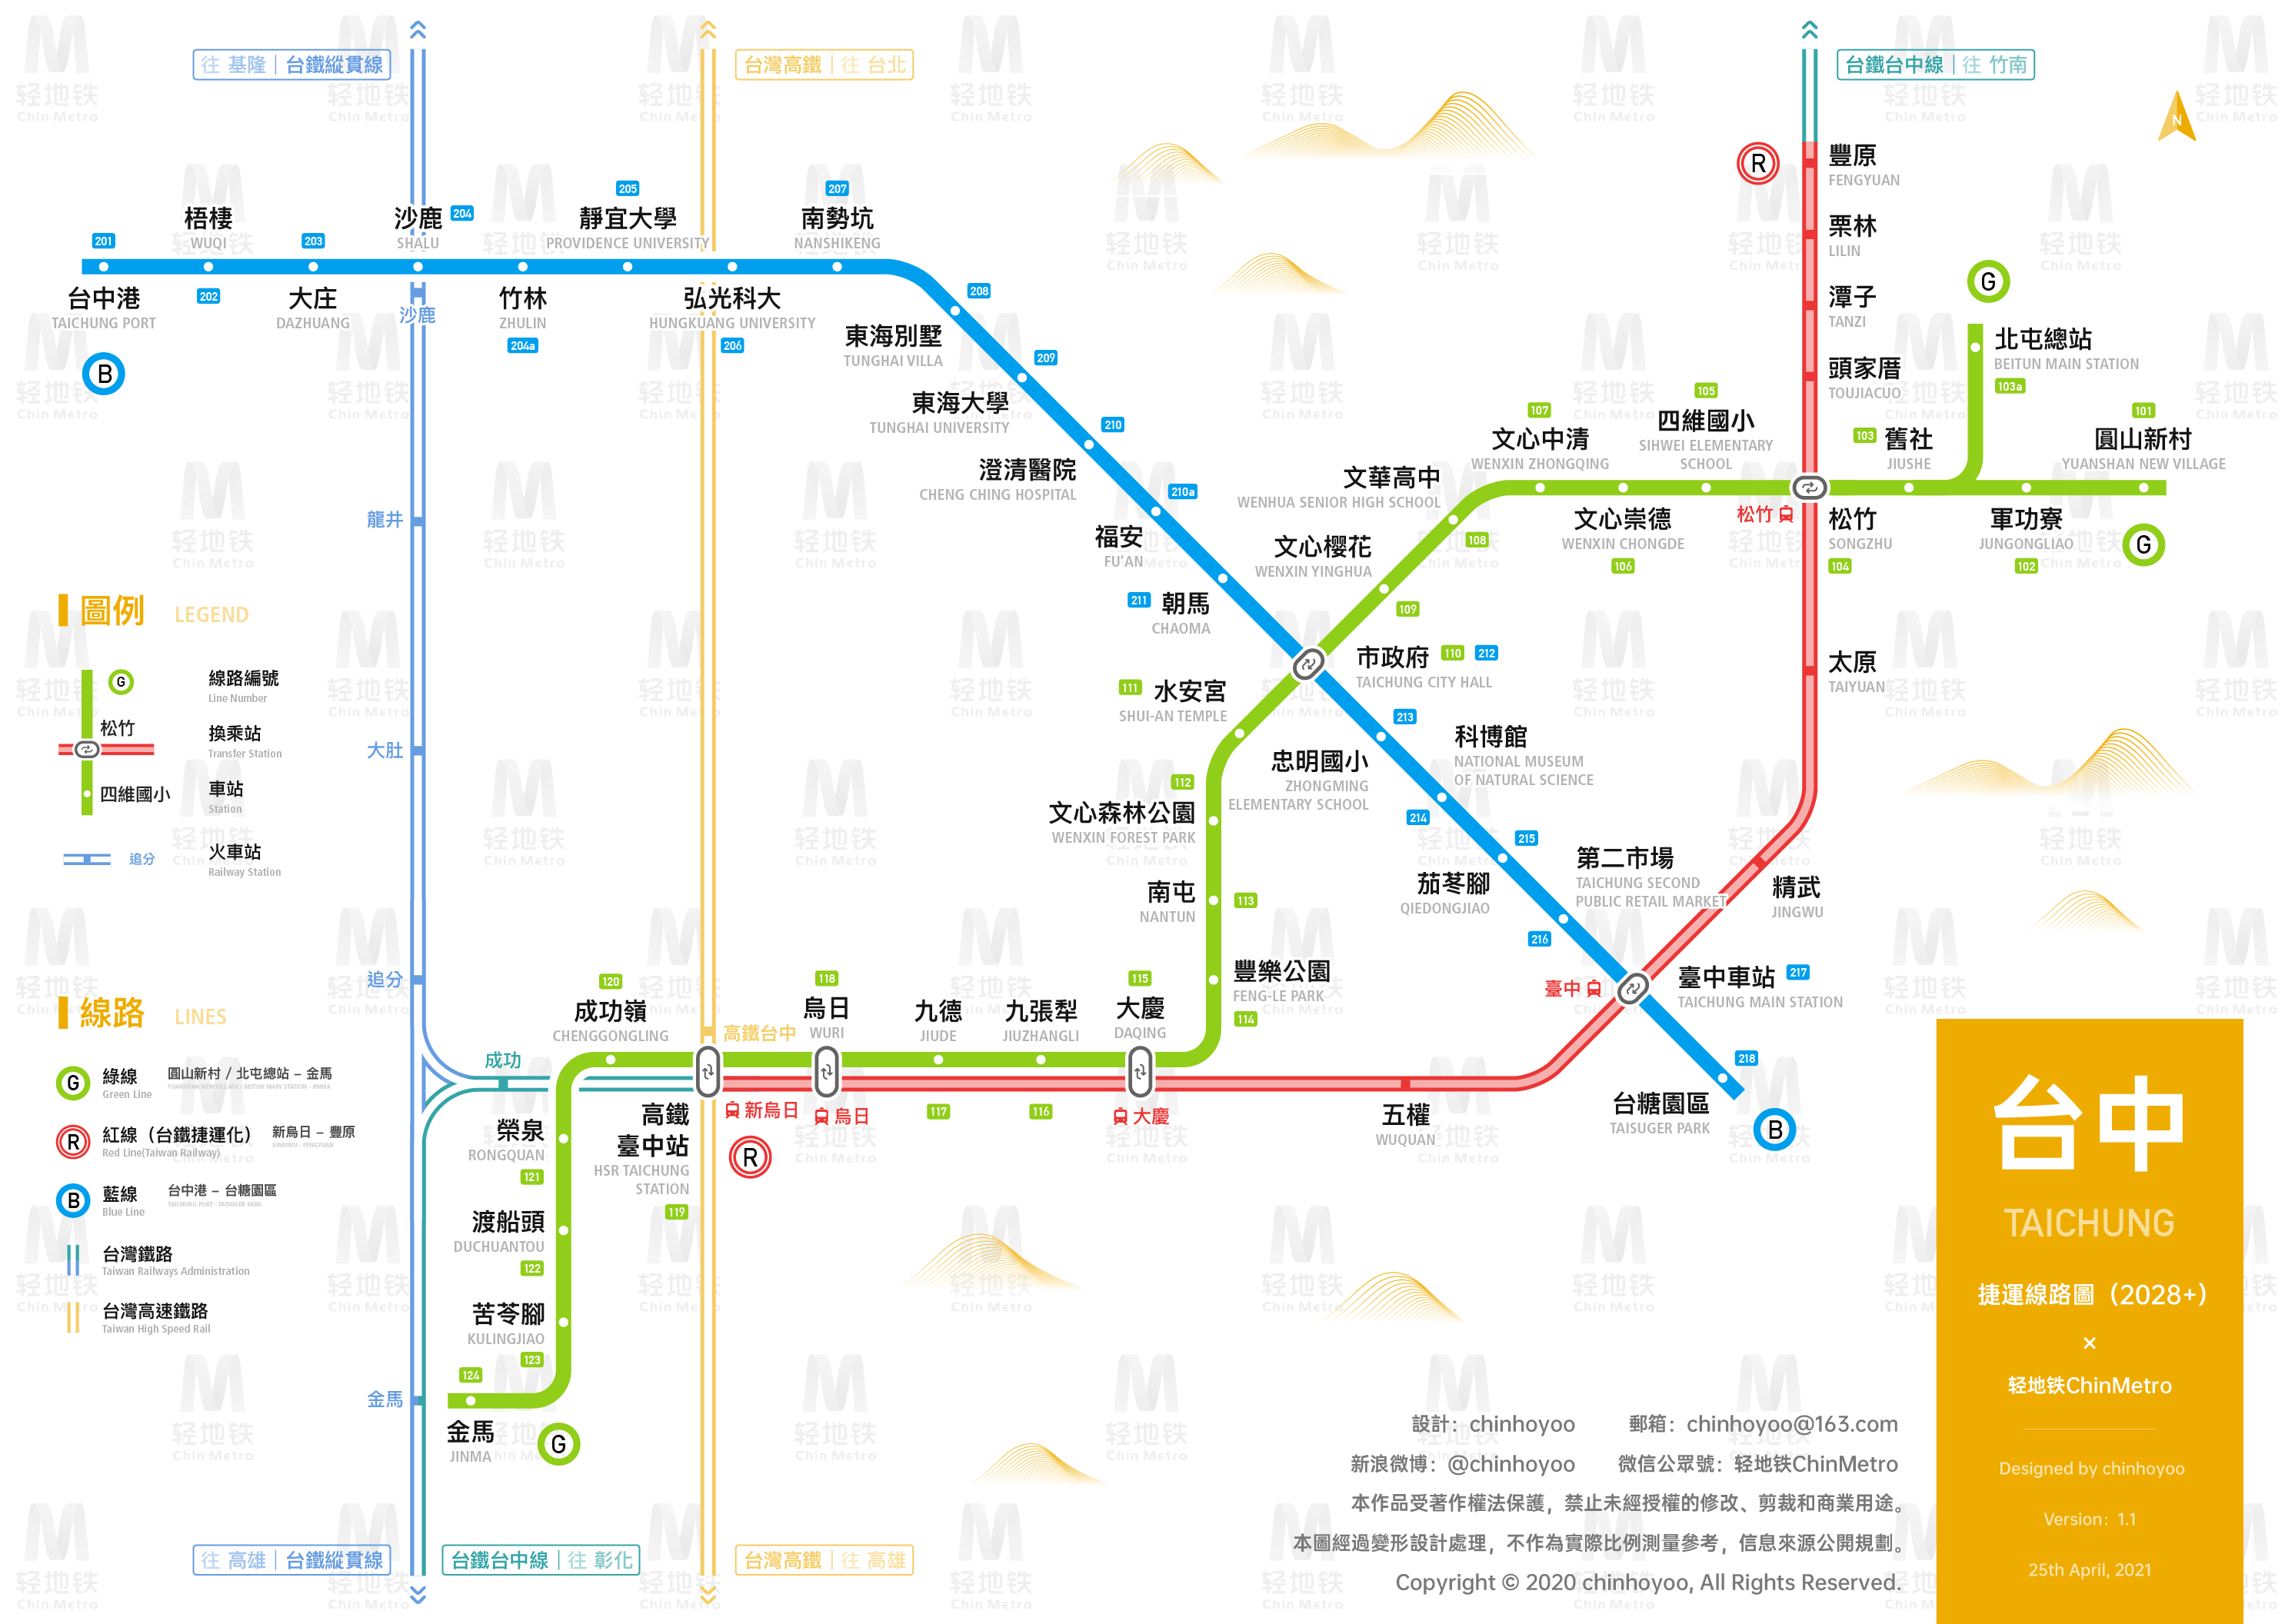 往 基隆 | 台鐵縱貫線
台灣高鐵 | 往 台北
台鐵台中線 | 往 竹南
N
R
豐原
FENGYUAN
栗林
LILIN
潭子
TANZI
頭家厝
TOUJIACUO
G
北屯總站
BEITUN MAIN STATION
103a
201
台中港
TAICHUNG PORT
B
梧棲
WUQI
202
203
大庄
DAZHUANG
沙鹿 204
SHALU
沙鹿
竹林
ZHULIN
204a
205
靜宜大學
PROVIDENCE UNIVERSITY
弘光科大
HUNGKUANG UNIVERSITY
206
207
南勢坑
NANSHIKENG
208
東海別墅
TUNGHAI VILLA
209
東海大學
TUNGHAI UNIVERSITY
210
澄清醫院
CHENG CHING HOSPITAL
210a
福安
FU'AN
211 朝馬
CHAOMA
市政府 110 212
TAICHUNG CITY HALL
213
科博館
NATIONAL MUSEUM
OF NATURAL SCIENCE
忠明國小
ZHONGMING
ELEMENTARY SCHOOL
214
215
茄苳腳
QIEDONGJIAO
第二市場
TAICHUNG SECOND
PUBLIC RETAIL MARKET
216
臺中
臺中車站 217
TAICHUNG MAIN STATION
218
台糖園區
TAISUGER PARK
B
101
圓山新村
YUANSHAN NEW VILLAGE
軍功寮
JUNGONGLIAO
102
G
103 舊社
JIUSHE
松竹
松竹
SONGZHU
104
105
四維國小
SIHWEI ELEMENTARY
SCHOOL
文心崇德
WENXIN CHONGDE
106
107
文心中清
WENXIN ZHONGQING
文華高中
WENHUA SENIOR HIGH SCHOOL
108
文心櫻花
WENXIN YINGHUA
109
111 水安宮
SHUI-AN TEMPLE
112
文心森林公園
WENXIN FOREST PARK
南屯
NANTUN
113
豐樂公園
FENG-LE PARK
114
115
大慶
DAQING
大慶
九張犁
JIUZHANGLI
116
九德
JIUDE
117
118
烏日
WURI
烏日
高鐵台中
高鐵
臺中站
HSR TAICHUNG
STATION
119
新烏日
R
120
成功嶺
CHENGGONGLING
成功
榮泉
RONGQUAN
121
渡船頭
DUCHUANTOU
122
苦苓腳
KULINGJIAO
123
124
金馬
JINMA
G
太原
TAIYUAN
精武
JINGWU
五權
WUQUAN
龍井
大肚
追分
金馬
圖例 LEGEND
G
線路編號
Line Number
松竹
換乘站
Transfer Station
四維國小
車站
Station
追分
火車站
Railway Station
線路 LINES
G 綠線 圓山新村 / 北屯總站 – 金馬
Green Line YUANSHAN NEW VILLAGE / BEITUN MAIN STATION - JINMA
R 紅線（台鐵捷運化） 新烏日 – 豐原
Red Line(Taiwan Railway) XINWURI - FENGYUAN
B 藍線 台中港 – 台糖園區
Blue Line TAICHUNG PORT - TAISUGER PARK
台灣鐵路
Taiwan Railways Administration
台灣高速鐵路
Taiwan High Speed Rail
往 高雄 | 台鐵縱貫線
台鐵台中線 | 往 彰化
台灣高鐵 | 往 高雄
設計：chinhoyoo 郵箱：chinhoyoo@163.com
新浪微博：@chinhoyoo 微信公眾號：轻地铁ChinMetro
本作品受著作權法保護，禁止未經授權的修改、剪裁和商業用途。
本圖經過變形設計處理，不作為實際比例測量參考，信息來源公開規劃。
Copyright © 2020 chinhoyoo, All Rights Reserved.
台中
TAICHUNG
捷運線路圖（2028+）
×
轻地铁ChinMetro
Designed by chinhoyoo
Version：1.1
25th April, 2021
轻地铁
Chin Metro